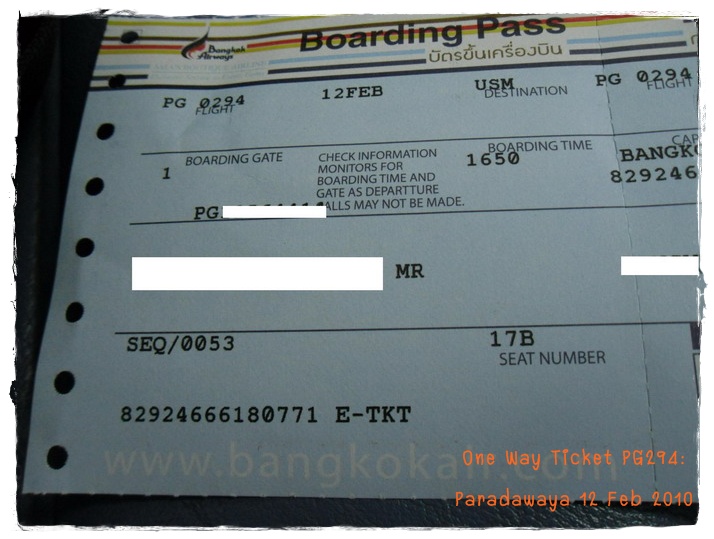 Bangkok Airways
Boarding Pass
บัตรขึ้นเครื่องบิน
PG 0294
FLIGHT
12FEB
USM
DESTINATION
PG 0294
FLIGHT
1
BOARDING GATE
CHECK INFORMATION
MONITORS FOR
BOARDING TIME AND
GATE AS DEPARTTURE
CALLS MAY NOT BE MADE.
1650
BOARDING TIME
CAP
BANGKO
829246
PG
MR
SEQ/0053
17B
SEAT NUMBER
82924666180771 E-TKT
www.bangkokair.com
One Way Ticket PG294:
Paradawaya 12 Feb 2010